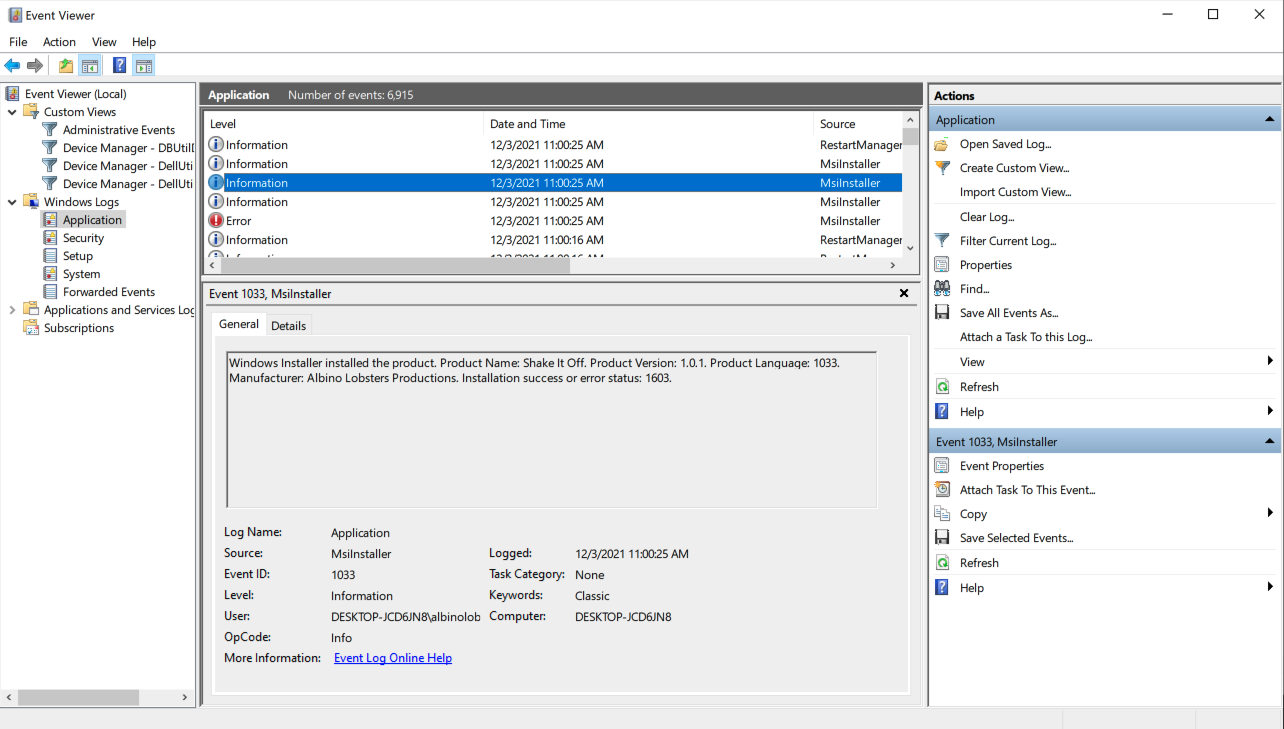 Event Viewer
File Action View Help
Event Viewer (Local)
Custom Views
Administrative Events
Device Manager - DBUtilD
Device Manager - DellUti
Device Manager - DellUti
Windows Logs
Application
Security
Setup
System
Forwarded Events
Applications and Services Log
Subscriptions
Application Number of events: 6,915
Level Date and Time Source
Information 12/3/2021 11:00:25 AM RestartManager
Information 12/3/2021 11:00:25 AM MsiInstaller
Information 12/3/2021 11:00:25 AM MsiInstaller
Information 12/3/2021 11:00:25 AM MsiInstaller
Error 12/3/2021 11:00:25 AM MsiInstaller
Information 12/3/2021 11:00:16 AM RestartManager
Event 1033, MsiInstaller
General Details
Windows Installer installed the product. Product Name: Shake It Off. Product Version: 1.0.1. Product Language: 1033.
Manufacturer: Albino Lobsters Productions. Installation success or error status: 1603.
Log Name: Application
Source: MsiInstaller Logged: 12/3/2021 11:00:25 AM
Event ID: 1033 Task Category: None
Level: Information Keywords: Classic
User: DESKTOP-JCD6JN8\albinolob Computer: DESKTOP-JCD6JN8
OpCode: Info
More Information: Event Log Online Help
Actions
Application
Open Saved Log...
Create Custom View...
Import Custom View...
Clear Log...
Filter Current Log...
Properties
Find...
Save All Events As...
Attach a Task To this Log...
View
Refresh
Help
Event 1033, MsiInstaller
Event Properties
Attach Task To This Event...
Copy
Save Selected Events...
Refresh
Help